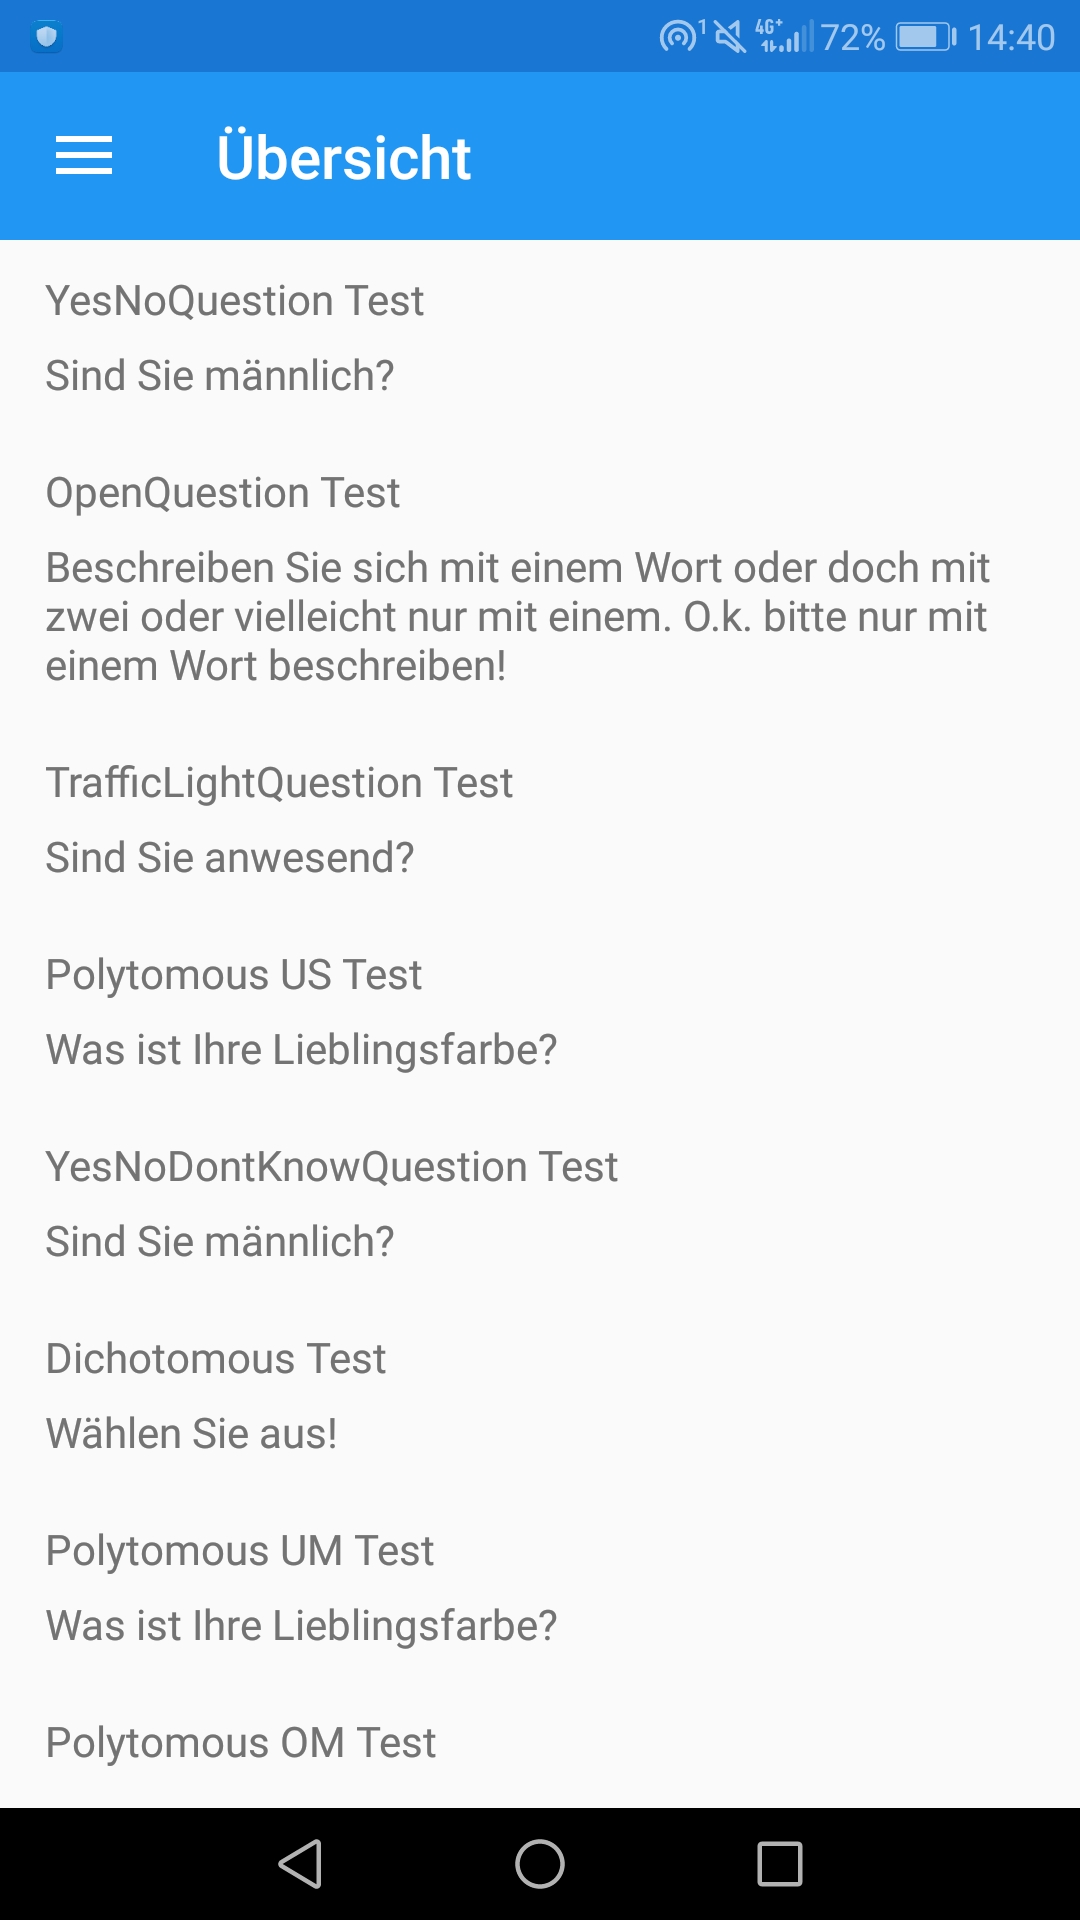 1 4G+ 72% 14:40
Übersicht
YesNoQuestion Test
Sind Sie männlich?
OpenQuestion Test
Beschreiben Sie sich mit einem Wort oder doch mit
zwei oder vielleicht nur mit einem. O.k. bitte nur mit
einem Wort beschreiben!
TrafficLightQuestion Test
Sind Sie anwesend?
Polytomous US Test
Was ist Ihre Lieblingsfarbe?
YesNoDontKnowQuestion Test
Sind Sie männlich?
Dichotomous Test
Wählen Sie aus!
Polytomous UM Test
Was ist Ihre Lieblingsfarbe?
Polytomous OM Test